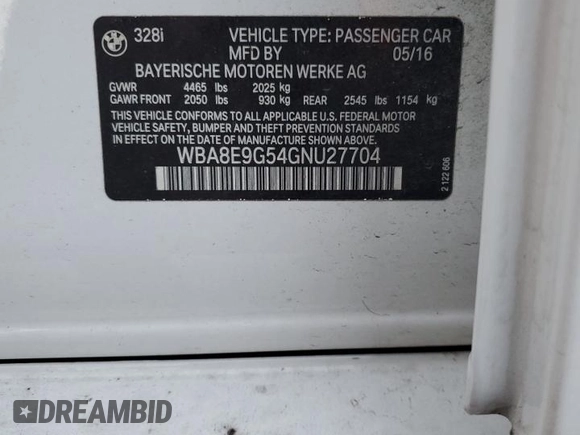 BMW 328i VEHICLE TYPE: PASSENGER CAR
MFD BY 05/16
BAYERISCHE MOTOREN WERKE AG
GVWR 4465 lbs 2025 kg
GAWR FRONT 2050 lbs 930 kg REAR 2545 lbs 1154 kg
THIS VEHICLE CONFORMS TO ALL APPLICABLE U.S. FEDERAL MOTOR
VEHICLE SAFETY, BUMPER AND THEFT PREVENTION STANDARDS
IN EFFECT ON THE DATE OF MANUFACTURE SHOWN ABOVE.
WBA8E9G54GNU27704
2 122 606
DREAMBID